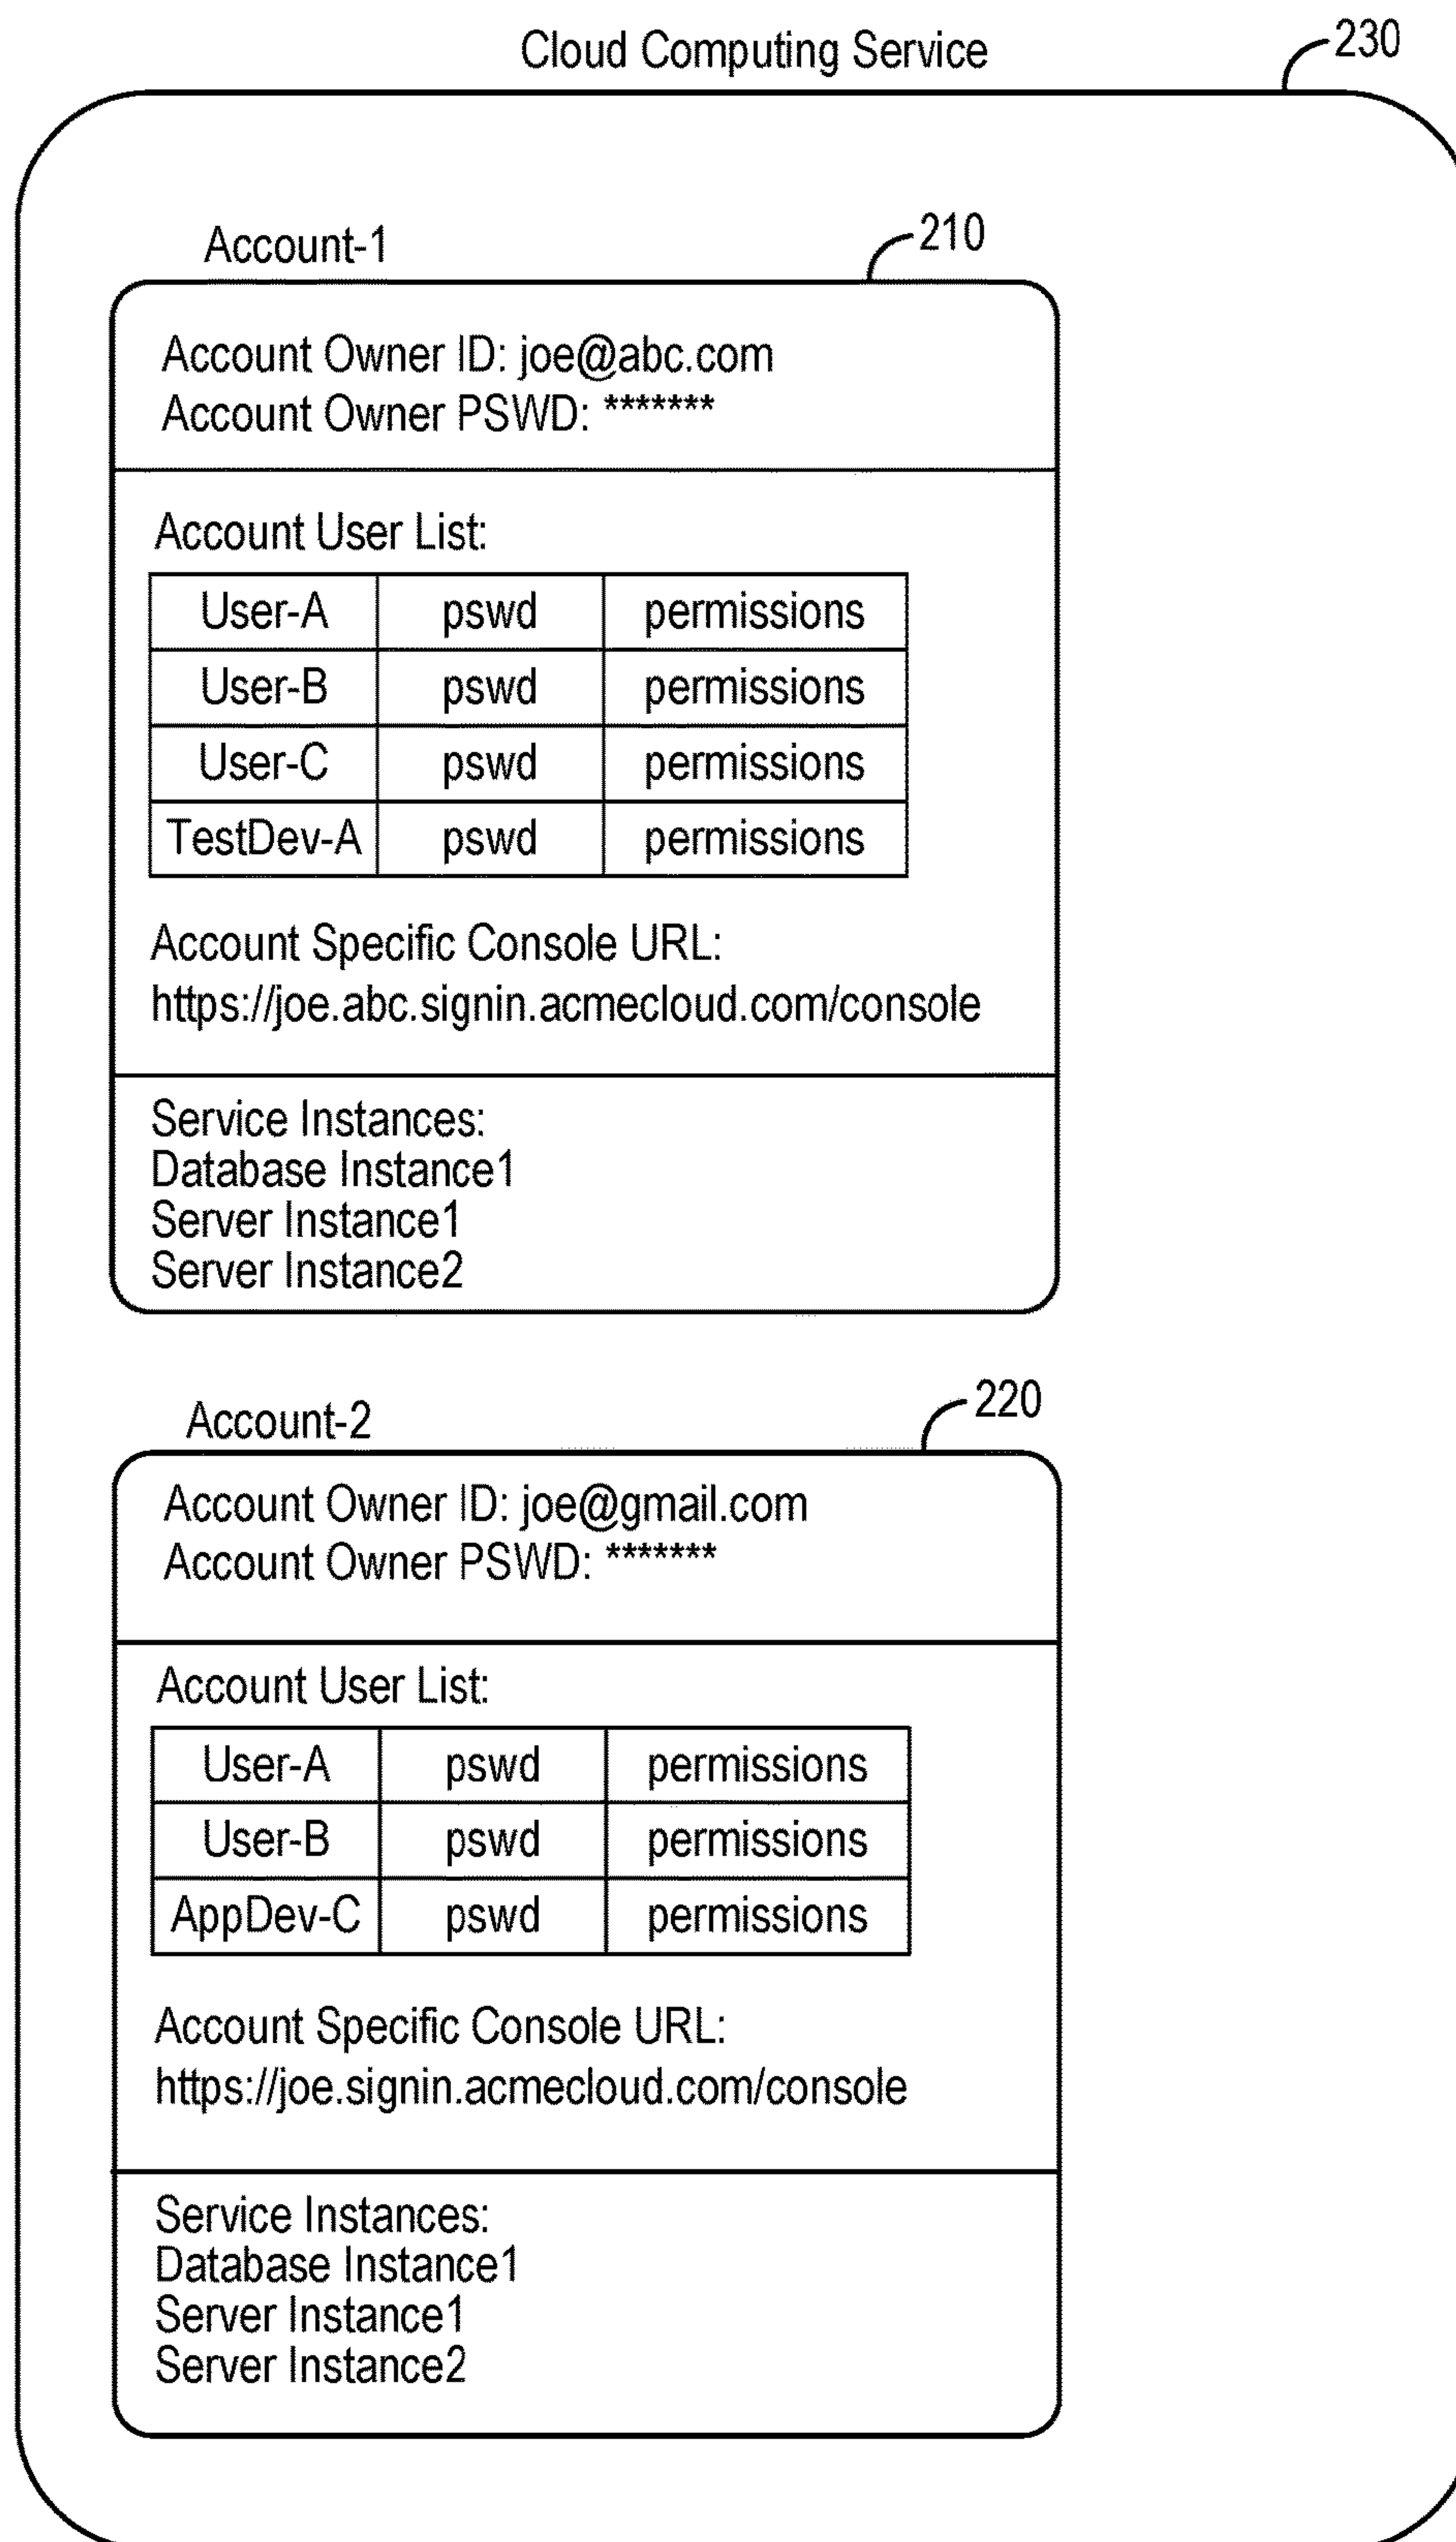 Cloud Computing Service
230
Account-1
210
Account Owner ID: joe@abc.com
Account Owner PSWD: *******
Account User List:
User-A pswd permissions
User-B pswd permissions
User-C pswd permissions
TestDev-A pswd permissions
Account Specific Console URL:
https://joe.abc.signin.acmecloud.com/console
Service Instances:
Database Instance1
Server Instance1
Server Instance2
Account-2
220
Account Owner ID: joe@gmail.com
Account Owner PSWD: *******
Account User List:
User-A pswd permissions
User-B pswd permissions
AppDev-C pswd permissions
Account Specific Console URL:
https://joe.signin.acmecloud.com/console
Service Instances:
Database Instance1
Server Instance1
Server Instance2